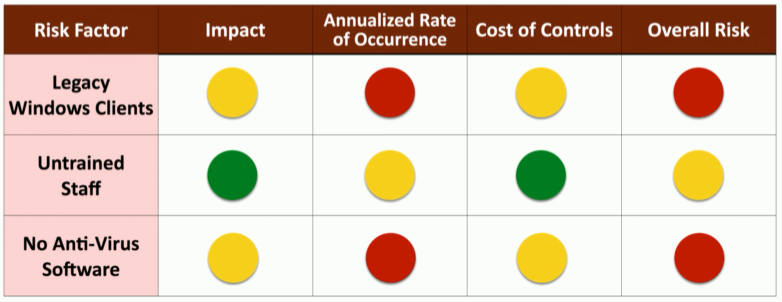 Risk Factor
Impact
Annualized Rate
of Occurrence
Cost of Controls
Overall Risk
Legacy
Windows Clients
Untrained
Staff
No Anti-Virus
Software